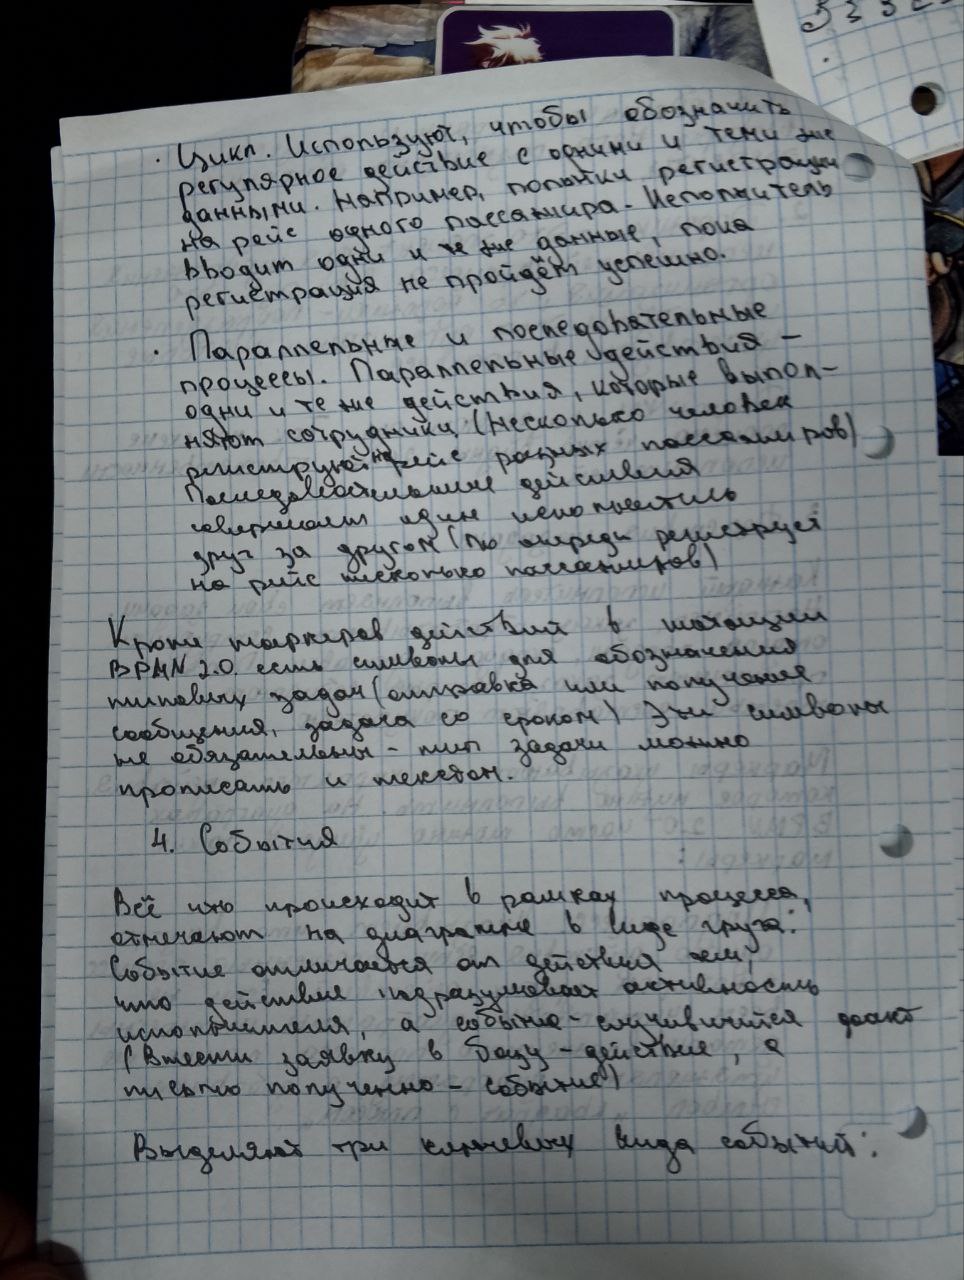 · Цикл. Используют, чтобы обозначить
регулярное действие с одними и теми же
данными. Например, попытки регистрации
на рейс одного пассажира. Исполнитель
вводит одни и те же данные, пока
регистрация не пройдёт успешно.
· Параллельные и последовательные
процессы. Параллельные действия –
одни и те же действия, которые выпол-
няют сотрудники (несколько человек
регистрируют на рейс разных пассажиров)
Последовательные действия
совершает один исполнитель
друг за другом (по очереди регистрирует
на рейс несколько пассажиров)
Кроме маркеров действий в нотации
BPMN 2.0. есть символы для обозначения
типовых задач (отправка или получение
сообщения, задача со сроком) Эти символы
не обязательны - тип задачи можно
прописать и текстом.
4. События
Всё что происходит в рамках процесса,
отмечают на диаграмме в виде круга.
Событие отличается от действия тем,
что действие подразумевает активность
исполнителя, а событие - случившийся факт
(Внести заявку в базу - действие, а
письмо полученно - событие)
Выделяют три ключевых вида событий: